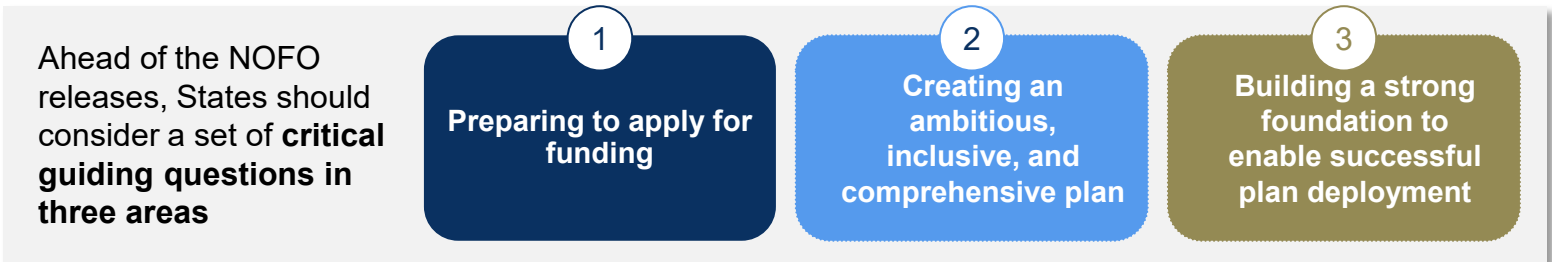 Ahead of the NOFO
releases, States should
consider a set of critical
guiding questions in
three areas
1
Preparing to apply for
funding
2
Creating an
ambitious,
inclusive, and
comprehensive plan
3
Building a strong
foundation to
enable successful
plan deployment